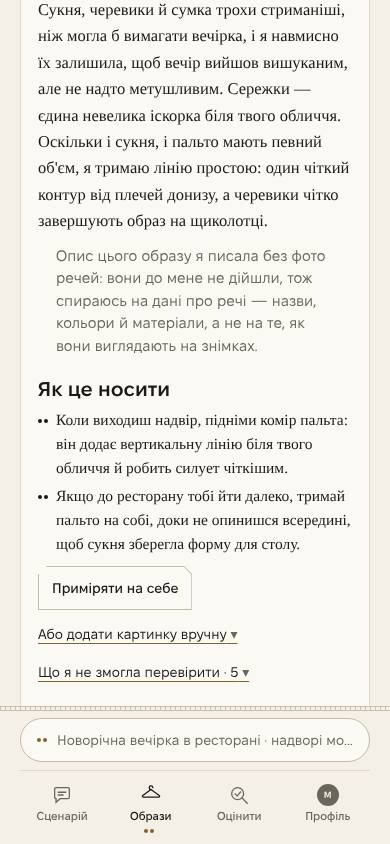 Сукня, черевики й сумка трохи стриманіші,
ніж могла б вимагати вечірка, і я навмисно
їх залишила, щоб вечір вийшов вишуканим,
але не надто метушливим. Сережки —
єдина невелика іскорка біля твого обличчя.
Оскільки і сукня, і пальто мають певний
об'єм, я тримаю лінію простою: один чіткий
контур від плечей донизу, а черевики чітко
завершують образ на щиколотці.
Опис цього образу я писала без фото
речей: вони до мене не дійшли, тож
спираюсь на дані про речі — назви,
кольори й матеріали, а не на те, як
вони виглядають на знімках.
Як це носити
Коли виходиш надвір, підніми комір пальта:
він додає вертикальну лінію біля твого
обличчя й робить силует чіткішим.
Якщо до ресторану тобі йти далеко, тримай
пальто на собі, доки не опинишся всередині,
щоб сукня зберегла форму для столу.
Приміряти на себе
Або додати картинку вручну ▾
Що я не змогла перевірити · 5 ▾
Новорічна вечірка в ресторані · надворі мо...
Сценарій
Образи
Оцінити
М
Профіль